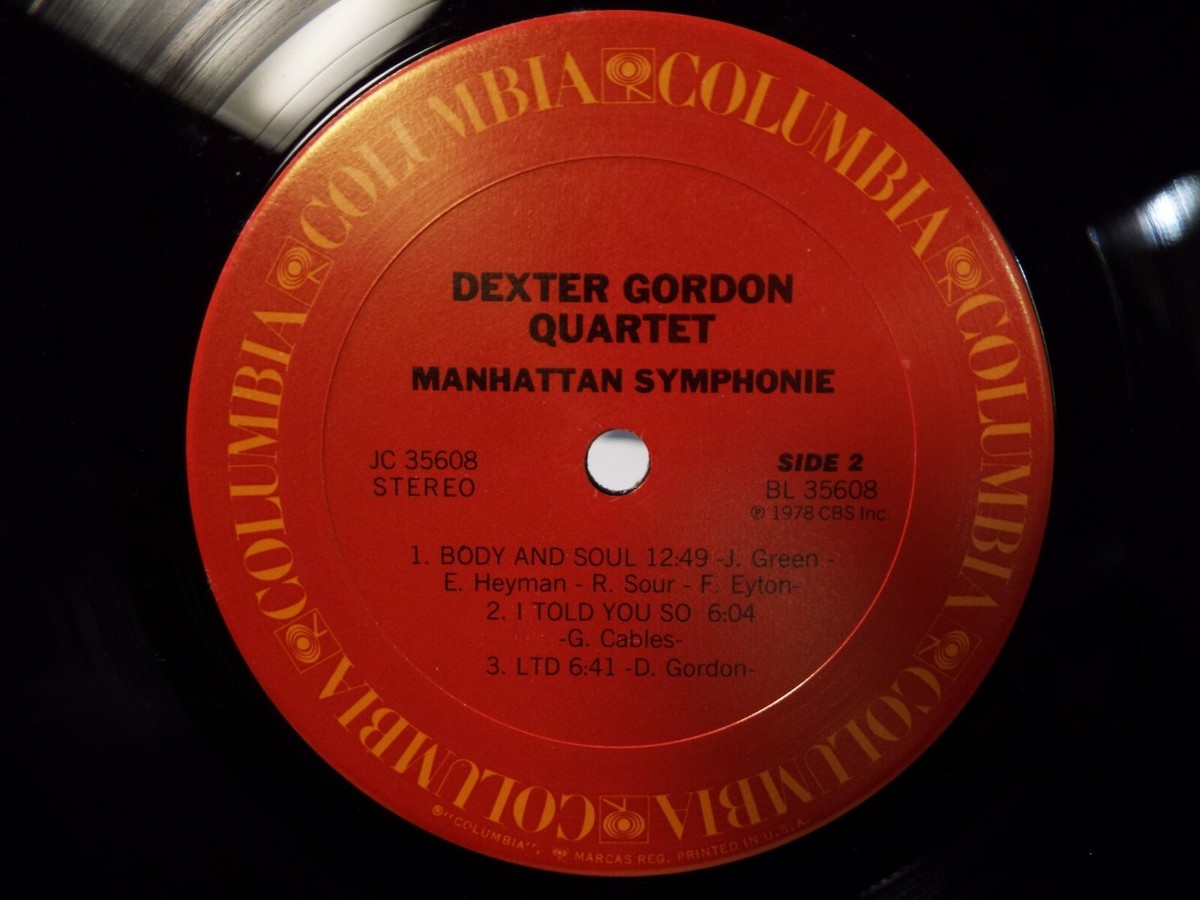 COLUMBIA COLUMBIA COLUMBIA COLUMBIA COLUMBIA COLUMBIA
DEXTER GORDON
QUARTET
MANHATTAN SYMPHONIE
JC 35608
STEREO
SIDE 2
BL 35608
℗ 1978 CBS Inc.
1. BODY AND SOUL 12:49 -J. Green -
E. Heyman - R. Sour - F. Eyton-
2. I TOLD YOU SO 6:04
-G. Cables-
3. LTD 6:41 -D. Gordon-
®"COLUMBIA", MARCAS REG. PRINTED IN U.S.A.